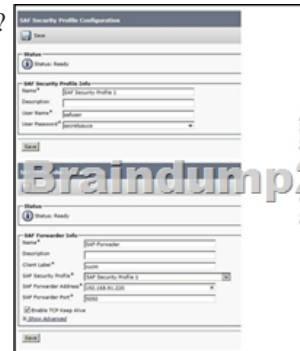 ?
SAF Security Profile Configuration
Save
Status
Status: Ready
SAF Security Profile Info
Name* SAF Security Profile 1
Description
User Name* safuser
User Password*
Save
Braindump2
Status
Status: Ready
SAF Forwarder Info
Name* SAF-Forwader
Description
Client Label* cucm
SAF Security Profile* SAF Security Profile 1
SAF Forwarder Address* 192.168.91.220
SAF Forwarder Port* 5050
Enable TCP Keep Alive
Show Advanced
Save